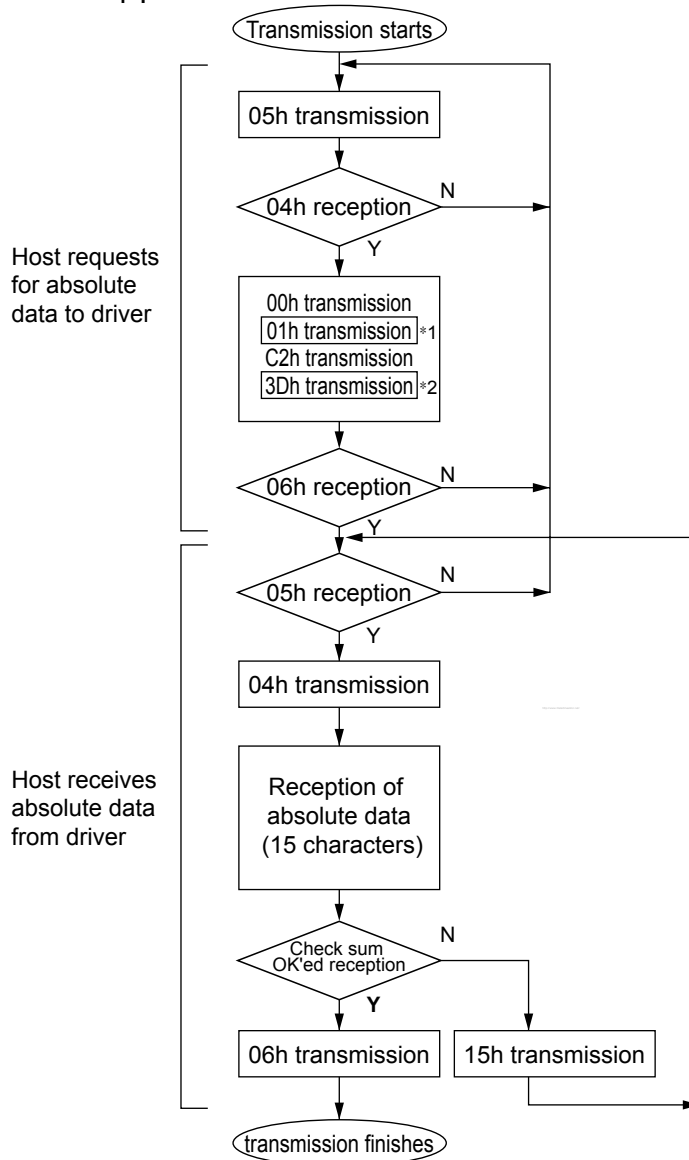 Transmission starts
05h transmission
04h reception
N
Y
Host requests
for absolute
data to driver
00h transmission
01h transmission *1
C2h transmission
3Dh transmission *2
06h reception
N
Y
05h reception
N
Y
04h transmission
Host receives
absolute data
from driver
Reception of
absolute data
(15 characters)
Check sum
OK'ed reception
N
Y
06h transmission
15h transmission
transmission finishes